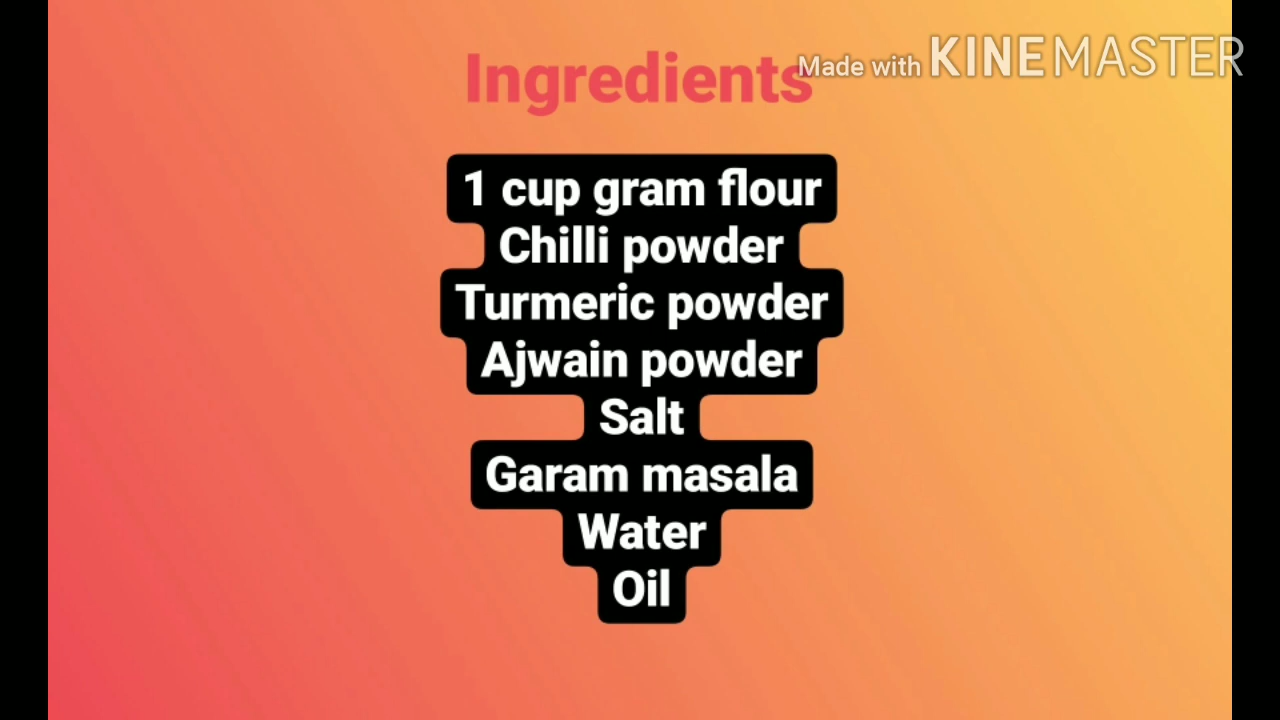 Made with KINEMASTER
Ingredients
1 cup gram flour
Chilli powder
Turmeric powder
Ajwain powder
Salt
Garam masala
Water
Oil